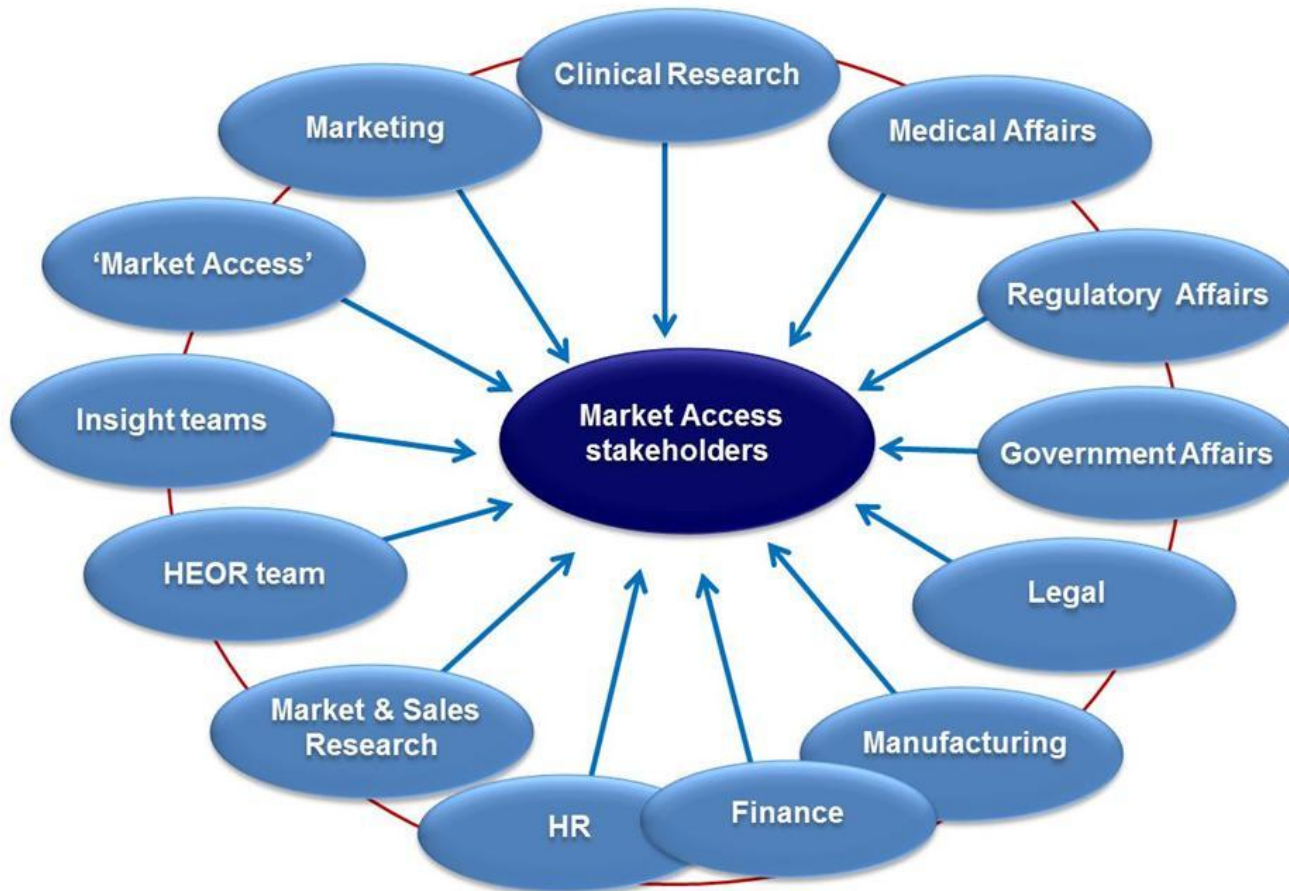 Clinical Research
Medical Affairs
Regulatory Affairs
Government Affairs
Legal
Manufacturing
Finance
HR
Market & Sales
Research
HEOR team
Insight teams
‘Market Access’
Marketing
Market Access
stakeholders